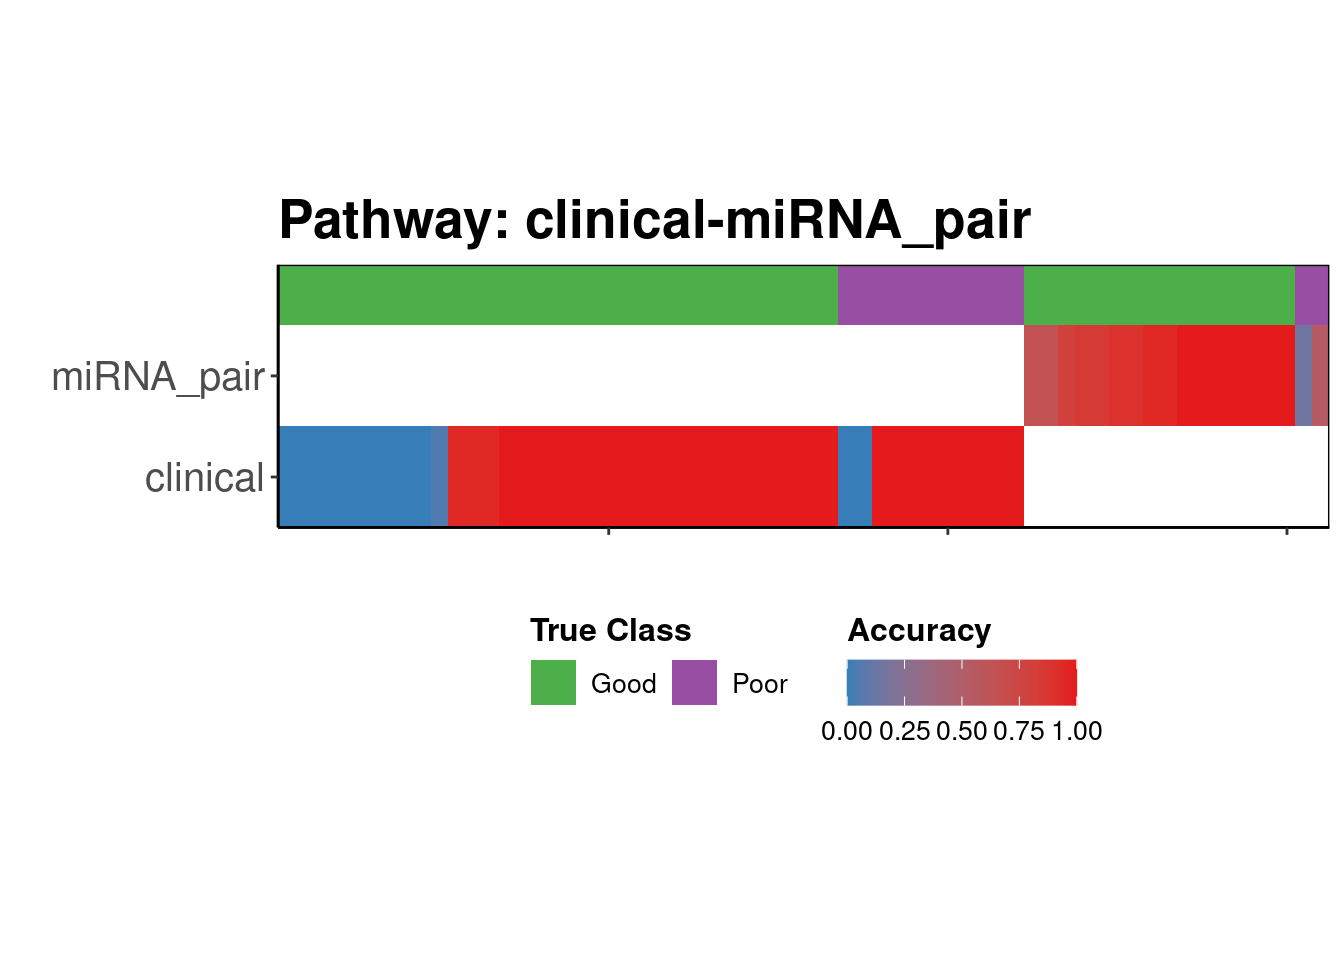 Pathway: clinical-miRNA_pair
miRNA_pair
clinical
True Class
Good
Poor
Accuracy
0.00 0.25 0.50 0.75 1.00